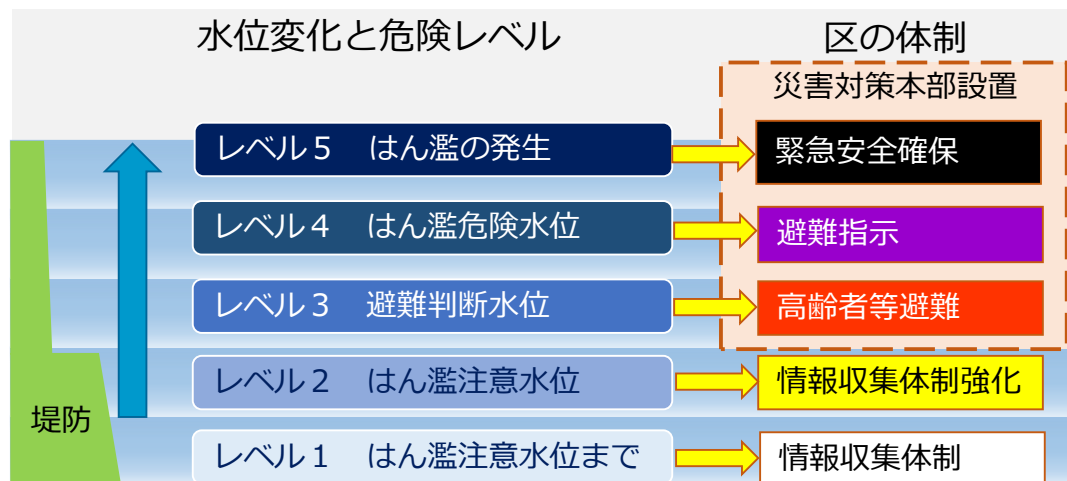 水位変化と危険レベル
区の体制
災害対策本部設置
レベル５　はん濫の発生
緊急安全確保
レベル４　はん濫危険水位
避難指示
レベル３　避難判断水位
高齢者等避難
レベル２　はん濫注意水位
情報収集体制強化
堤防
レベル１　はん濫注意水位まで
情報収集体制